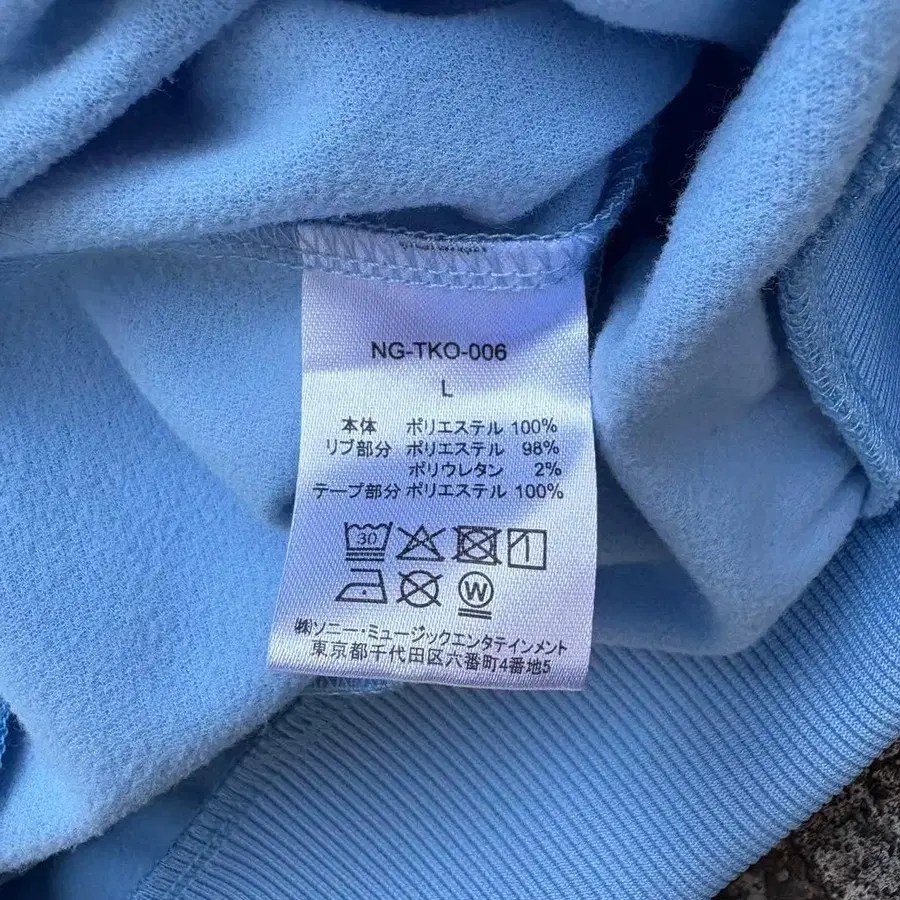 NG-TKO-006
L
本体 ポリエステル 100%
リブ部分 ポリエステル 98%
ポリウレタン 2%
テープ部分 ポリエステル 100%
30
W
㈱ソニー・ミュージックエンタテインメント
東京都千代田区六番町4番地5